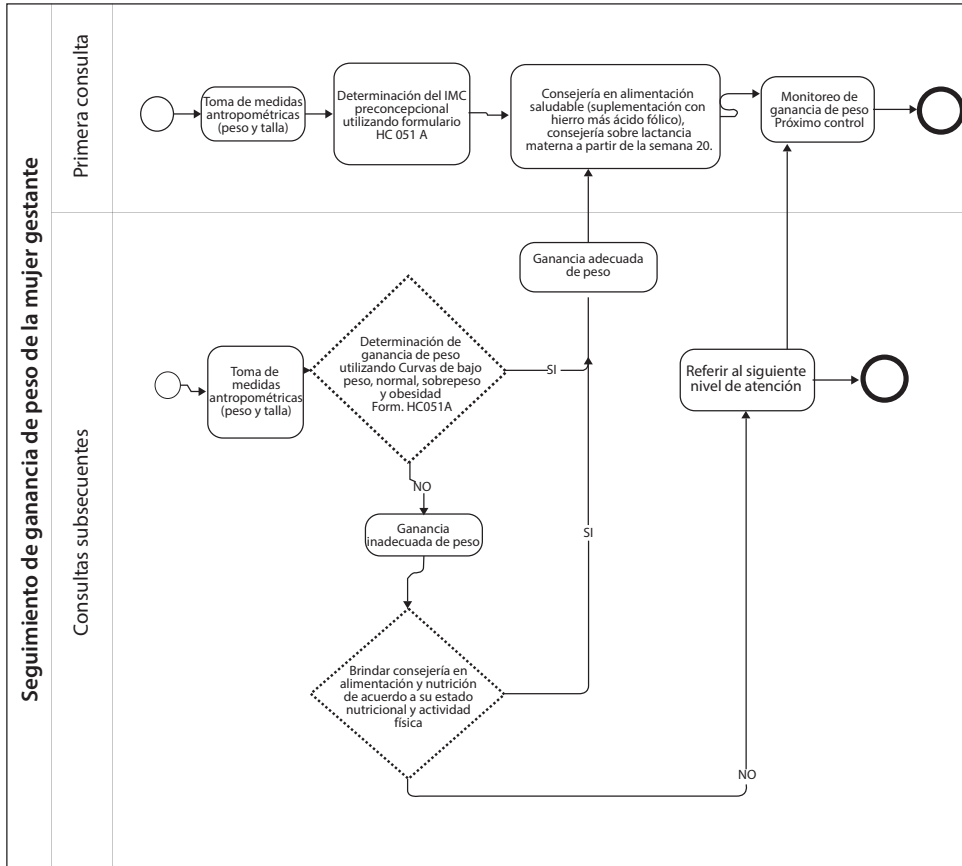 Seguimiento de ganancia de peso de la mujer gestante
Primera consulta
Toma de medidas
antropométricas
(peso y talla)
Determinación del IMC
preconcepcional
utilizando formulario
HC 051 A
Consejería en alimentación
saludable (suplementación con
hierro más ácido fólico),
consejería sobre lactancia
materna a partir de la semana 20.
Monitoreo de
ganancia de peso
Próximo control
Consultas subsecuentes
Ganancia adecuada
de peso
Toma de
medidas
antropométricas
(peso y talla)
Determinación de
ganancia de peso
utilizando Curvas de bajo
peso, normal, sobrepeso
y obesidad
Form. HC051A
SI
Referir al siguiente
nivel de atención
NO
Ganancia
inadecuada de peso
SI
Brindar consejería en
alimentación y nutrición
de acuerdo a su estado
nutricional y actividad
física
NO